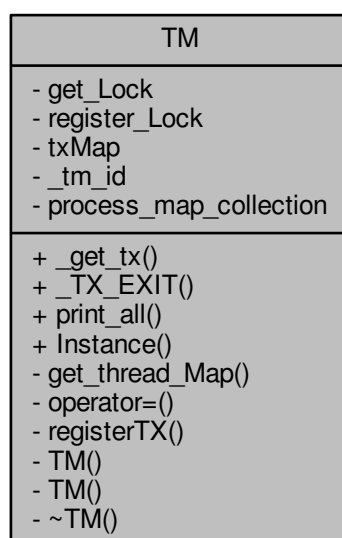 TM
- get_Lock
- register_Lock
- txMap
- _tm_id
- process_map_collection
+ _get_tx()
+ _TX_EXIT()
+ print_all()
+ Instance()
- get_thread_Map()
- operator=()
- registerTX()
- TM()
- TM()
- ~TM()